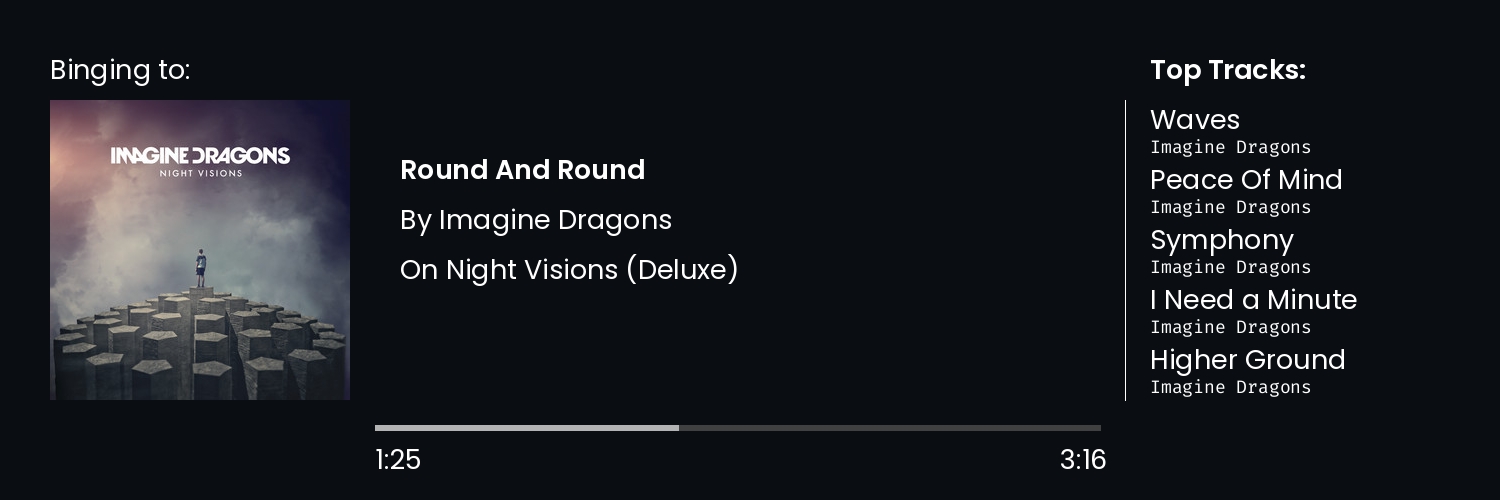 Binging to:
IMAGINE DRAGONS
NIGHT VISIONS
Round And Round
By Imagine Dragons
On Night Visions (Deluxe)
1:25
3:16
Top Tracks:
Waves
Imagine Dragons
Peace Of Mind
Imagine Dragons
Symphony
Imagine Dragons
I Need a Minute
Imagine Dragons
Higher Ground
Imagine Dragons